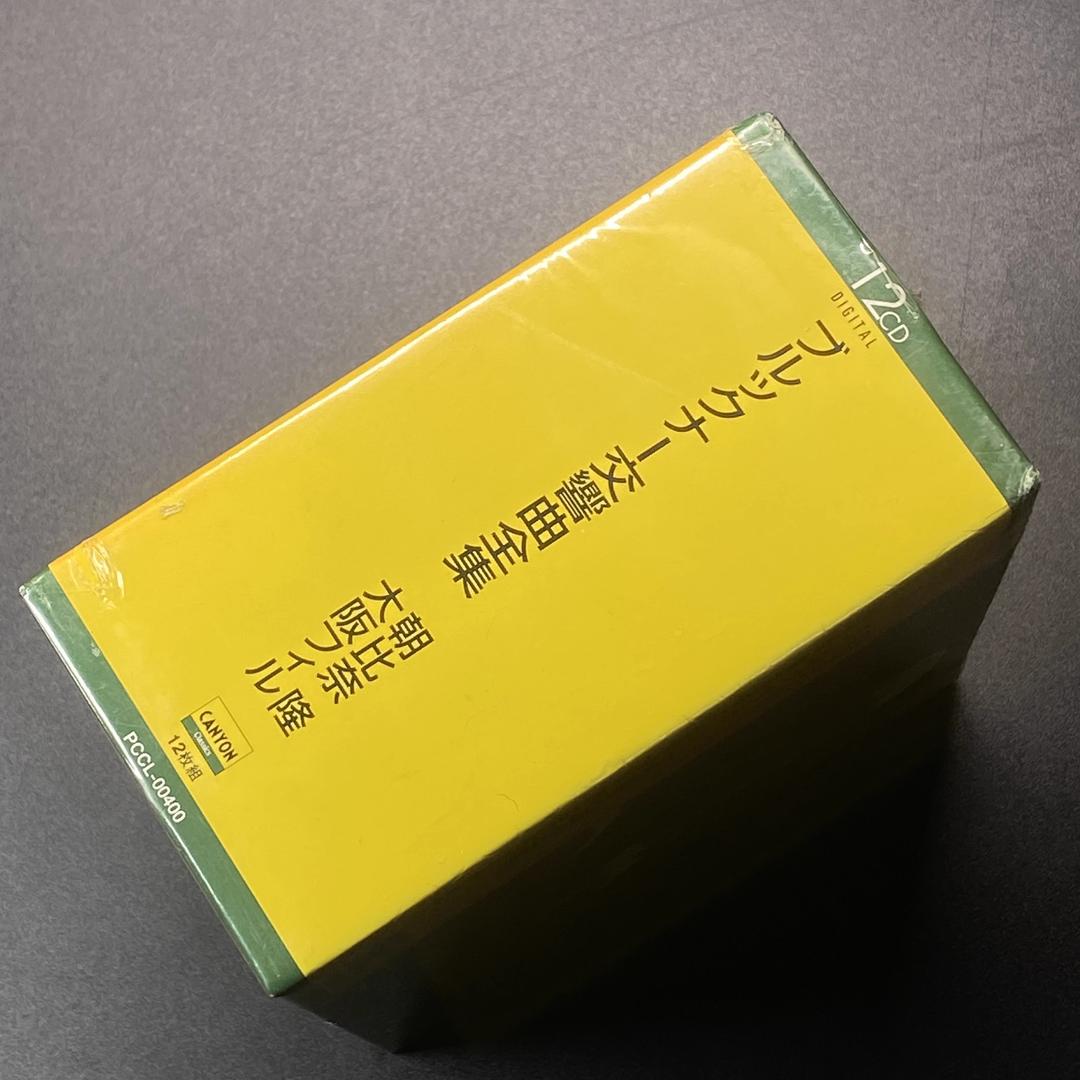 12CD
DIGITAL
ブルックナー交響曲全集
朝比奈 隆
大阪フィル
CANYON
Classics
12枚組
PCCL-00400